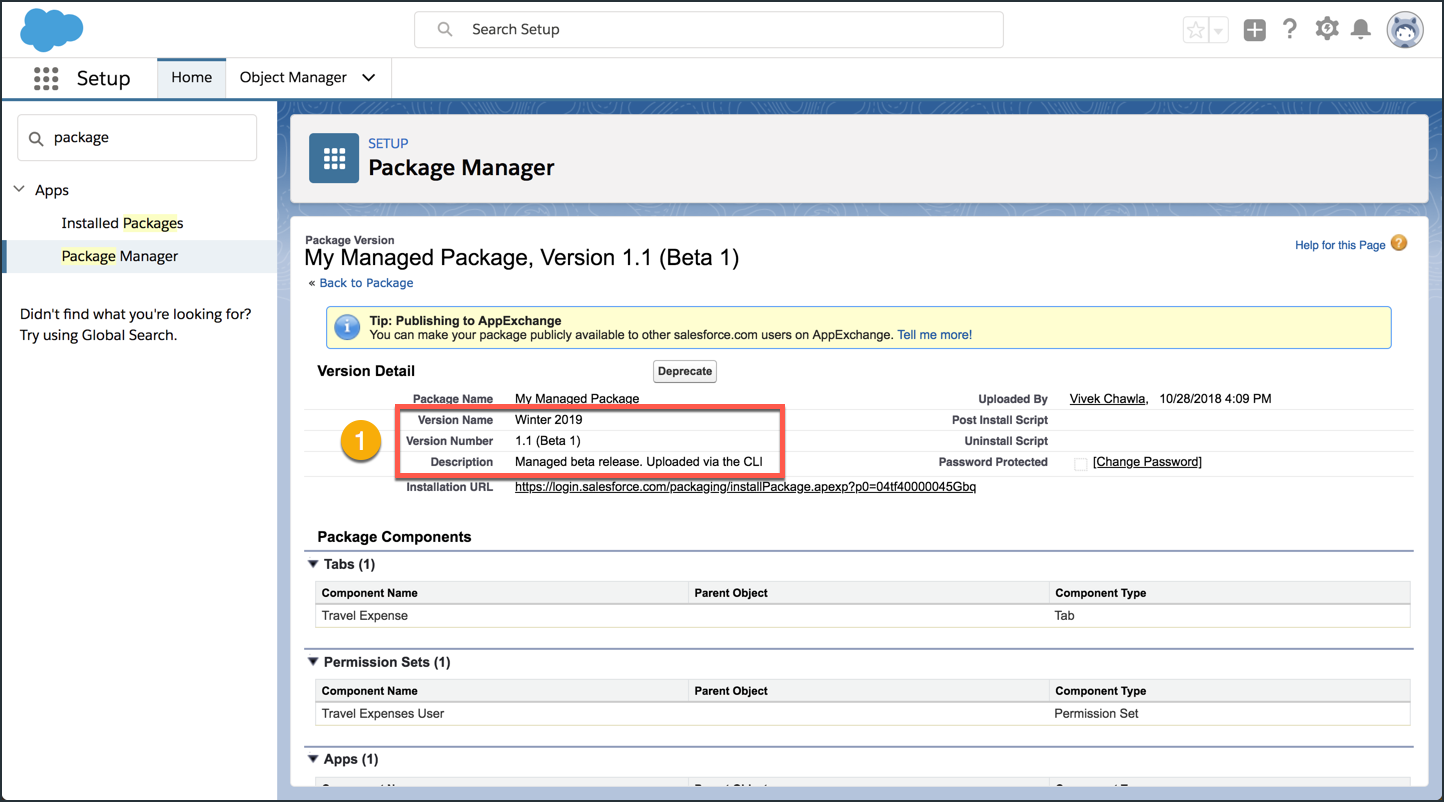 Search Setup
Setup
Home
Object Manager
package
Apps
Installed Packages
Package Manager
Didn't find what you're looking for?
Try using Global Search.
SETUP
Package Manager
Package Version
My Managed Package, Version 1.1 (Beta 1)
« Back to Package
Help for this Page ?
i
Tip: Publishing to AppExchange
You can make your package publicly available to other salesforce.com users on AppExchange. Tell me more!
Version Detail
Deprecate
Package Name My Managed Package Uploaded By Vivek Chawla, 10/28/2018 4:09 PM
1
Version Name Winter 2019 Post Install Script
Version Number 1.1 (Beta 1) Uninstall Script
Description Managed beta release. Uploaded via the CLI Password Protected [Change Password]
Installation URL https://login.salesforce.com/packaging/installPackage.apexp?p0=04tf40000045Gbq
Package Components
Tabs (1)
Component Name Parent Object Component Type
Travel Expense Tab
Permission Sets (1)
Component Name Parent Object Component Type
Travel Expenses User Permission Set
Apps (1)